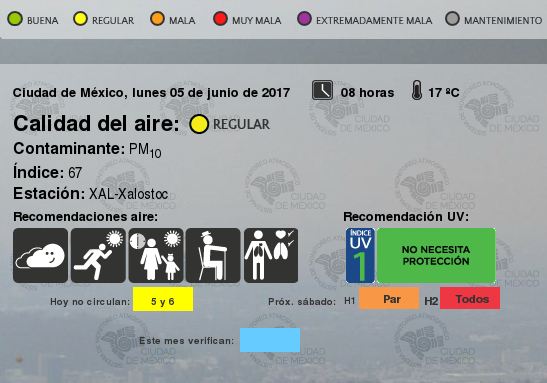 BUENA REGULAR MALA MUY MALA EXTREMADAMENTE MALA MANTENIMIENTO
Ciudad de México, lunes 05 de junio de 2017 08 horas 17 ºC
Calidad del aire: REGULAR
Contaminante: PM10
Índice: 67
Estación: XAL-Xalostoc
Recomendaciones aire:
Recomendación UV:
ÍNDICE
UV
1
NO NECESITA
PROTECCIÓN
Hoy no circulan: 5 y 6
Próx. sábado: H1 Par H2 Todos
Este mes verifican:
CIUDAD
DE MÉXICO